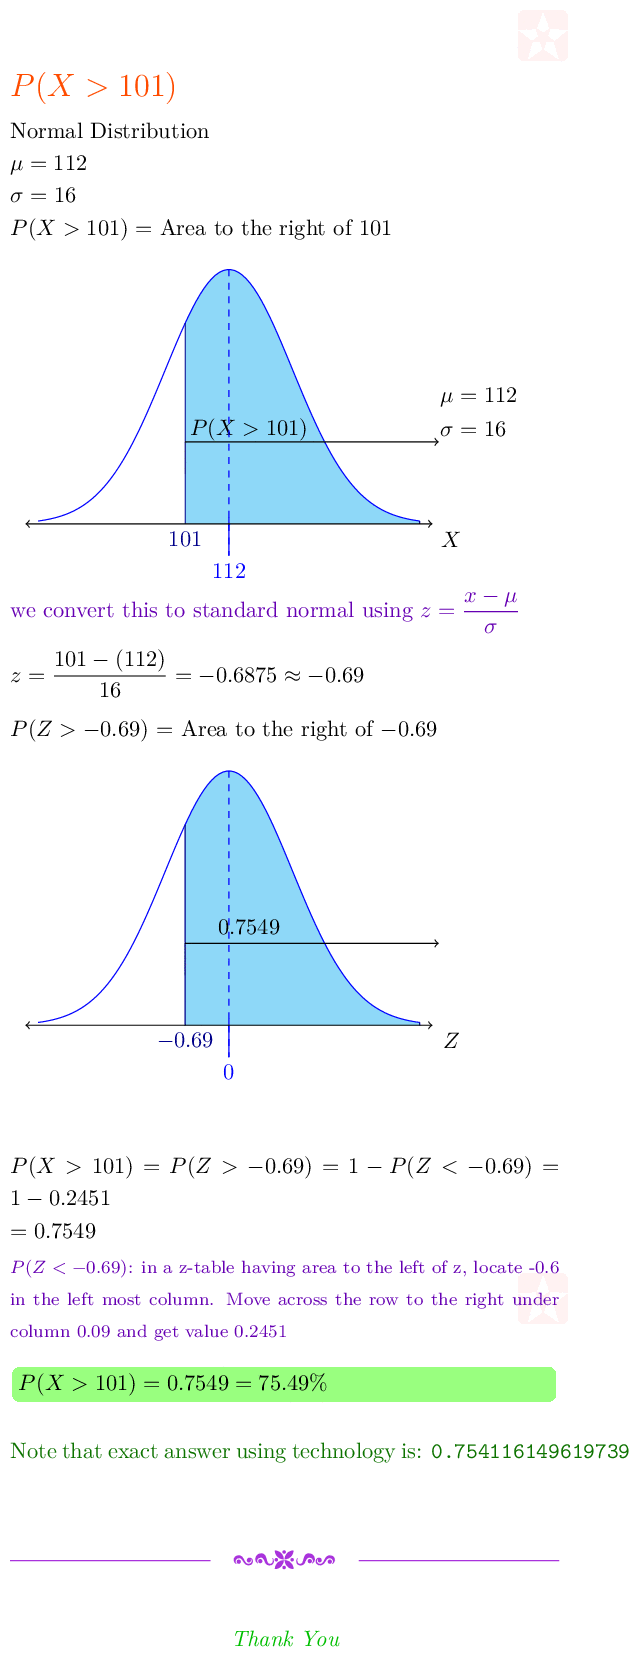 P(X > 101)
Normal Distribution
μ = 112
σ = 16
P(X > 101) = Area to the right of 101
μ = 112
P(X > 101)
σ = 16
101
X
112
we convert this to standard normal using z = (x − μ)/σ
z = (101 − (112))/16 = −0.6875 ≈ −0.69
P(Z > −0.69) = Area to the right of −0.69
0.7549
−0.69
Z
0
P(X > 101) = P(Z > −0.69) = 1 − P(Z < −0.69) =
1 − 0.2451
= 0.7549
P(Z < −0.69): in a z-table having area to the left of z, locate -0.6
in the left most column. Move across the row to the right under
column 0.09 and get value 0.2451
P(X > 101) = 0.7549 = 75.49%
Note that exact answer using technology is: 0.754116149619739
Thank You